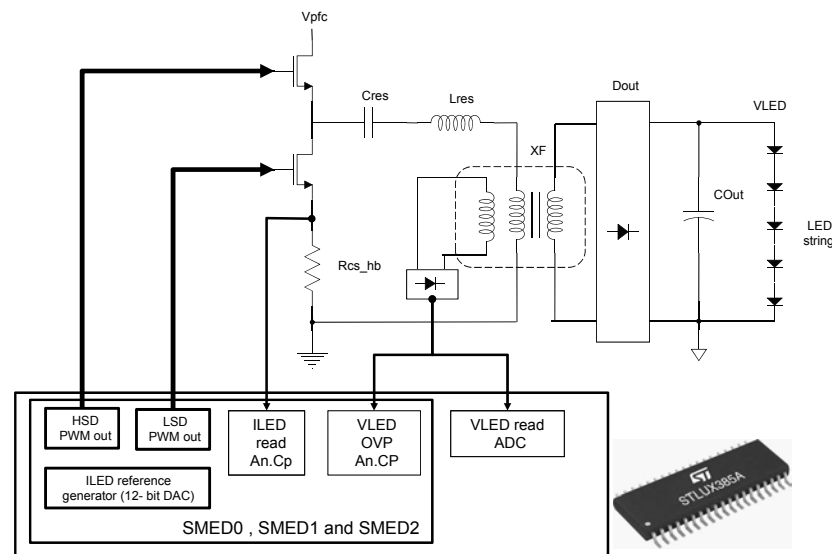 Vpfc
Cres
Lres
Dout
VLED
XF
COut
LED
string
Rcs_hb
HSD
PWM out
LSD
PWM out
ILED
read
An.Cp
VLED
OVP
An.CP
VLED read
ADC
ILED reference
generator (12- bit DAC)
SMED0 , SMED1 and SMED2
ST
STLUX385A